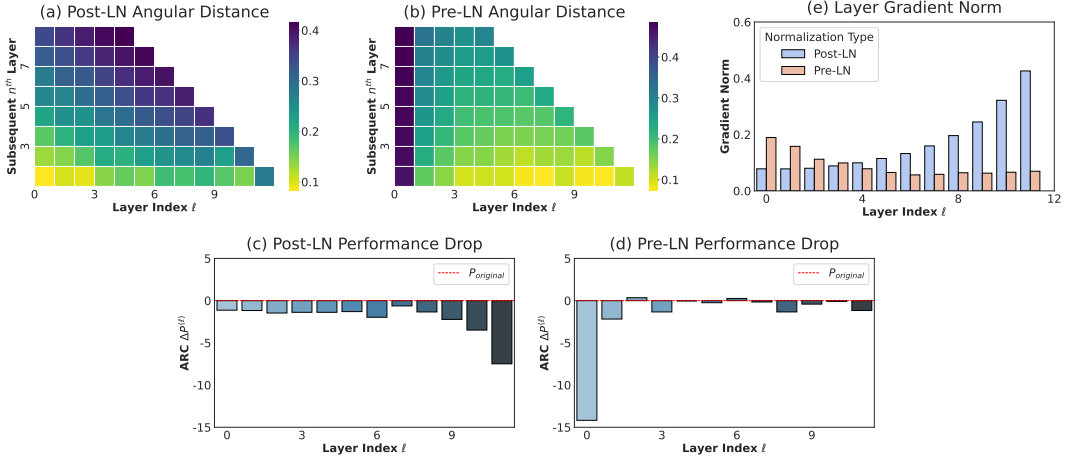 (a) Post-LN Angular Distance
Subsequent n^th Layer
7
5
3
0 3 6 9
Layer Index ℓ
0.4
0.3
0.2
0.1
(b) Pre-LN Angular Distance
Subsequent n^th Layer
7
5
3
0 3 6 9
Layer Index ℓ
0.4
0.3
0.2
0.1
(e) Layer Gradient Norm
Gradient Norm
0.6
0.4
0.2
0.0
Normalization Type
Post-LN
Pre-LN
0 4 8 12
Layer Index ℓ
(c) Post-LN Performance Drop
ARC ΔP^(ℓ)
5
0
-5
-10
-15
P_original
0 3 6 9
Layer Index ℓ
(d) Pre-LN Performance Drop
ARC ΔP^(ℓ)
5
0
-5
-10
-15
P_original
0 3 6 9
Layer Index ℓ